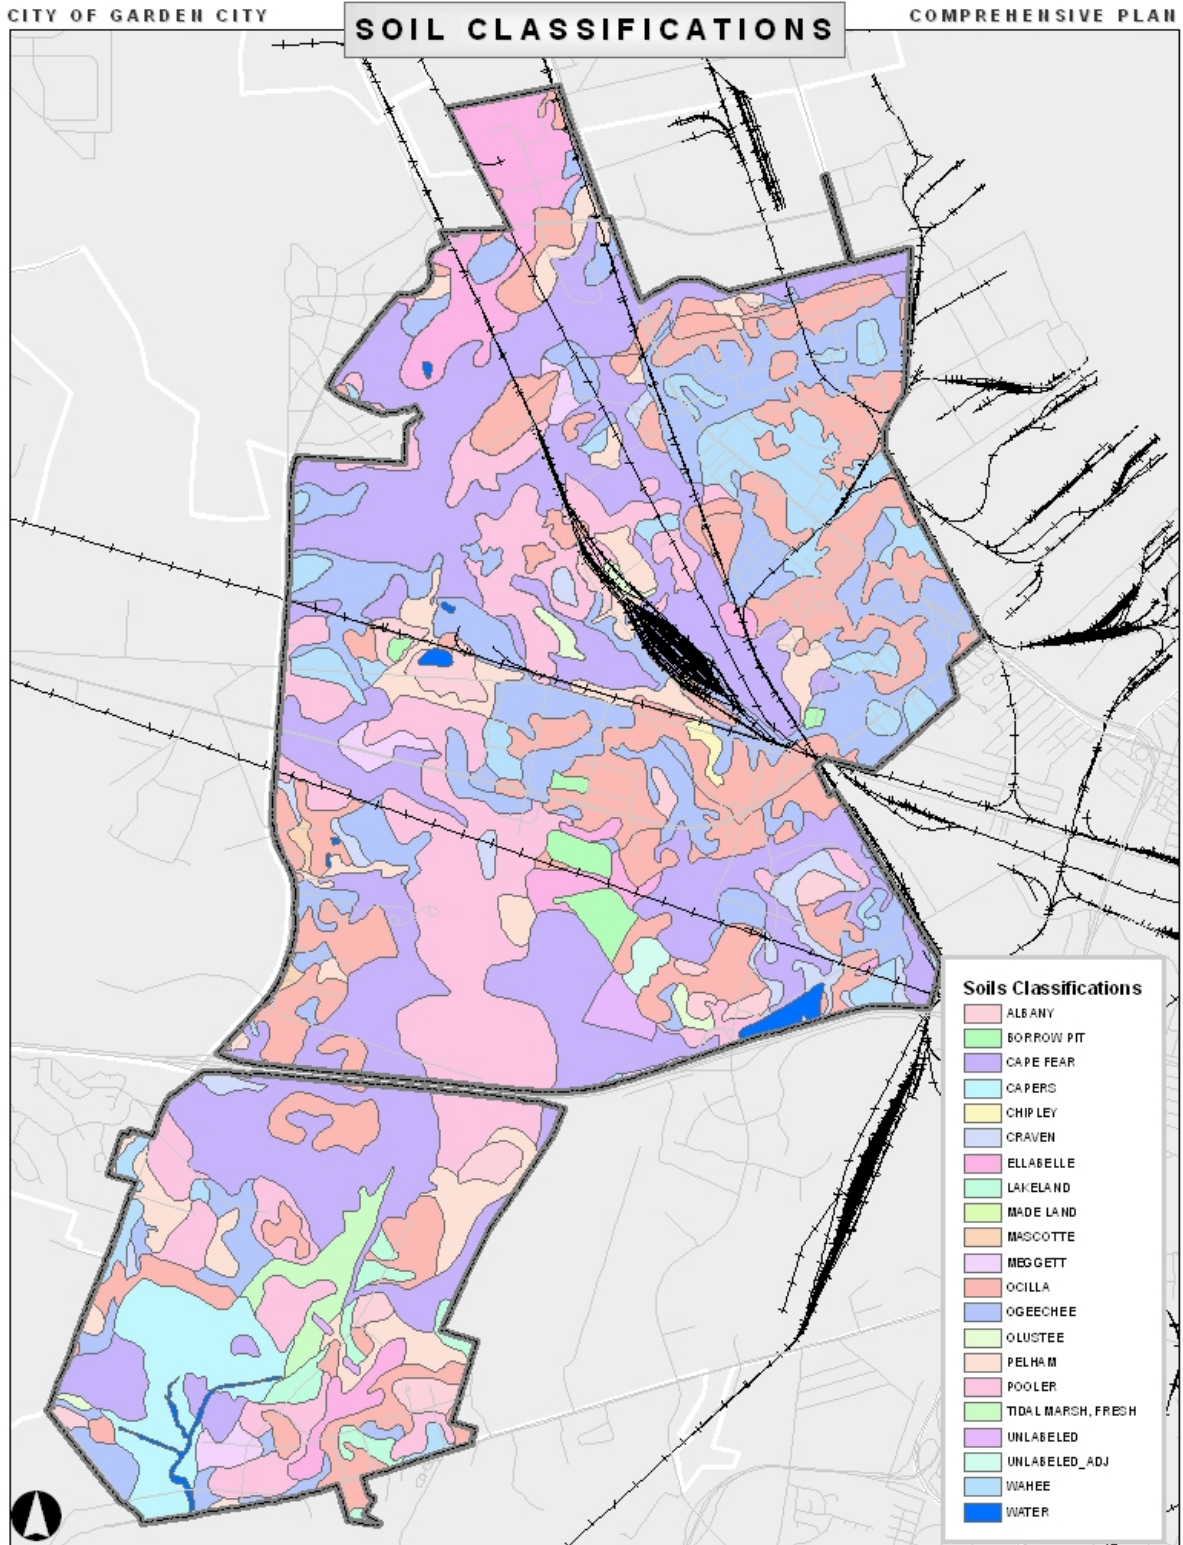 CITY OF GARDEN CITY
SOIL CLASSIFICATIONS
COMPREHENSIVE PLAN
Soils Classifications
ALBANY
BORROW PIT
CAPE FEAR
CAPERS
CHIPLEY
CRAVEN
ELLABELLE
LAKELAND
MADE LAND
MASCOTTE
MEGGETT
OCILLA
OGEECHEE
OLUSTEE
PELHAM
POOLER
TIDAL MARSH, FRESH
UNLABELED
UNLABELED_ADJ
WAHEE
WATER